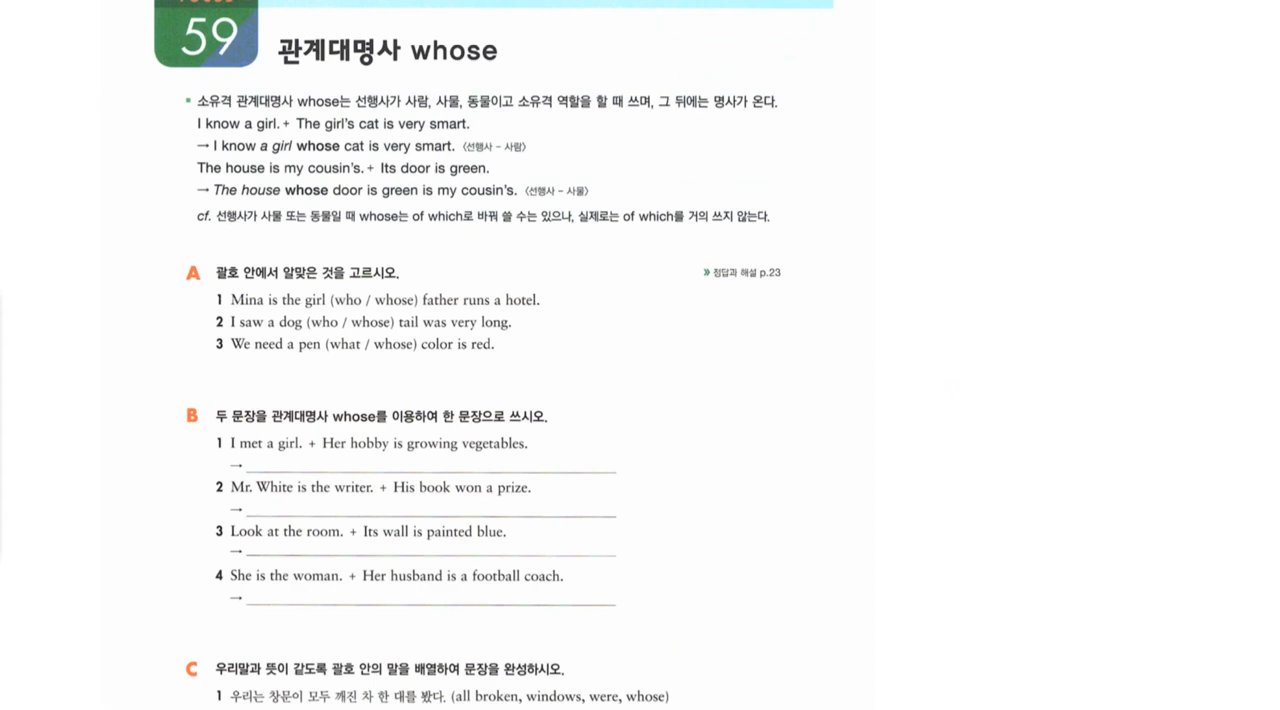 59
관계대명사 whose
▪ 소유격 관계대명사 whose는 선행사가 사람, 사물, 동물이고 소유격 역할을 할 때 쓰며, 그 뒤에는 명사가 온다.
I know a girl. + The girl's cat is very smart.
→ I know a girl whose cat is very smart. 〈선행사 – 사람〉
The house is my cousin's. + Its door is green.
→ The house whose door is green is my cousin's. 〈선행사 – 사물〉
cf. 선행사가 사물 또는 동물일 때 whose는 of which로 바꿔 쓸 수는 있으나, 실제로는 of which를 거의 쓰지 않는다.
A 괄호 안에서 알맞은 것을 고르시오. » 정답과 해설 p.23
1 Mina is the girl (who / whose) father runs a hotel.
2 I saw a dog (who / whose) tail was very long.
3 We need a pen (what / whose) color is red.
B 두 문장을 관계대명사 whose를 이용하여 한 문장으로 쓰시오.
1 I met a girl. + Her hobby is growing vegetables.
→
2 Mr. White is the writer. + His book won a prize.
→
3 Look at the room. + Its wall is painted blue.
→
4 She is the woman. + Her husband is a football coach.
→
C 우리말과 뜻이 같도록 괄호 안의 말을 배열하여 문장을 완성하시오.
1 우리는 창문이 모두 깨진 차 한 대를 봤다. (all broken, windows, were, whose)